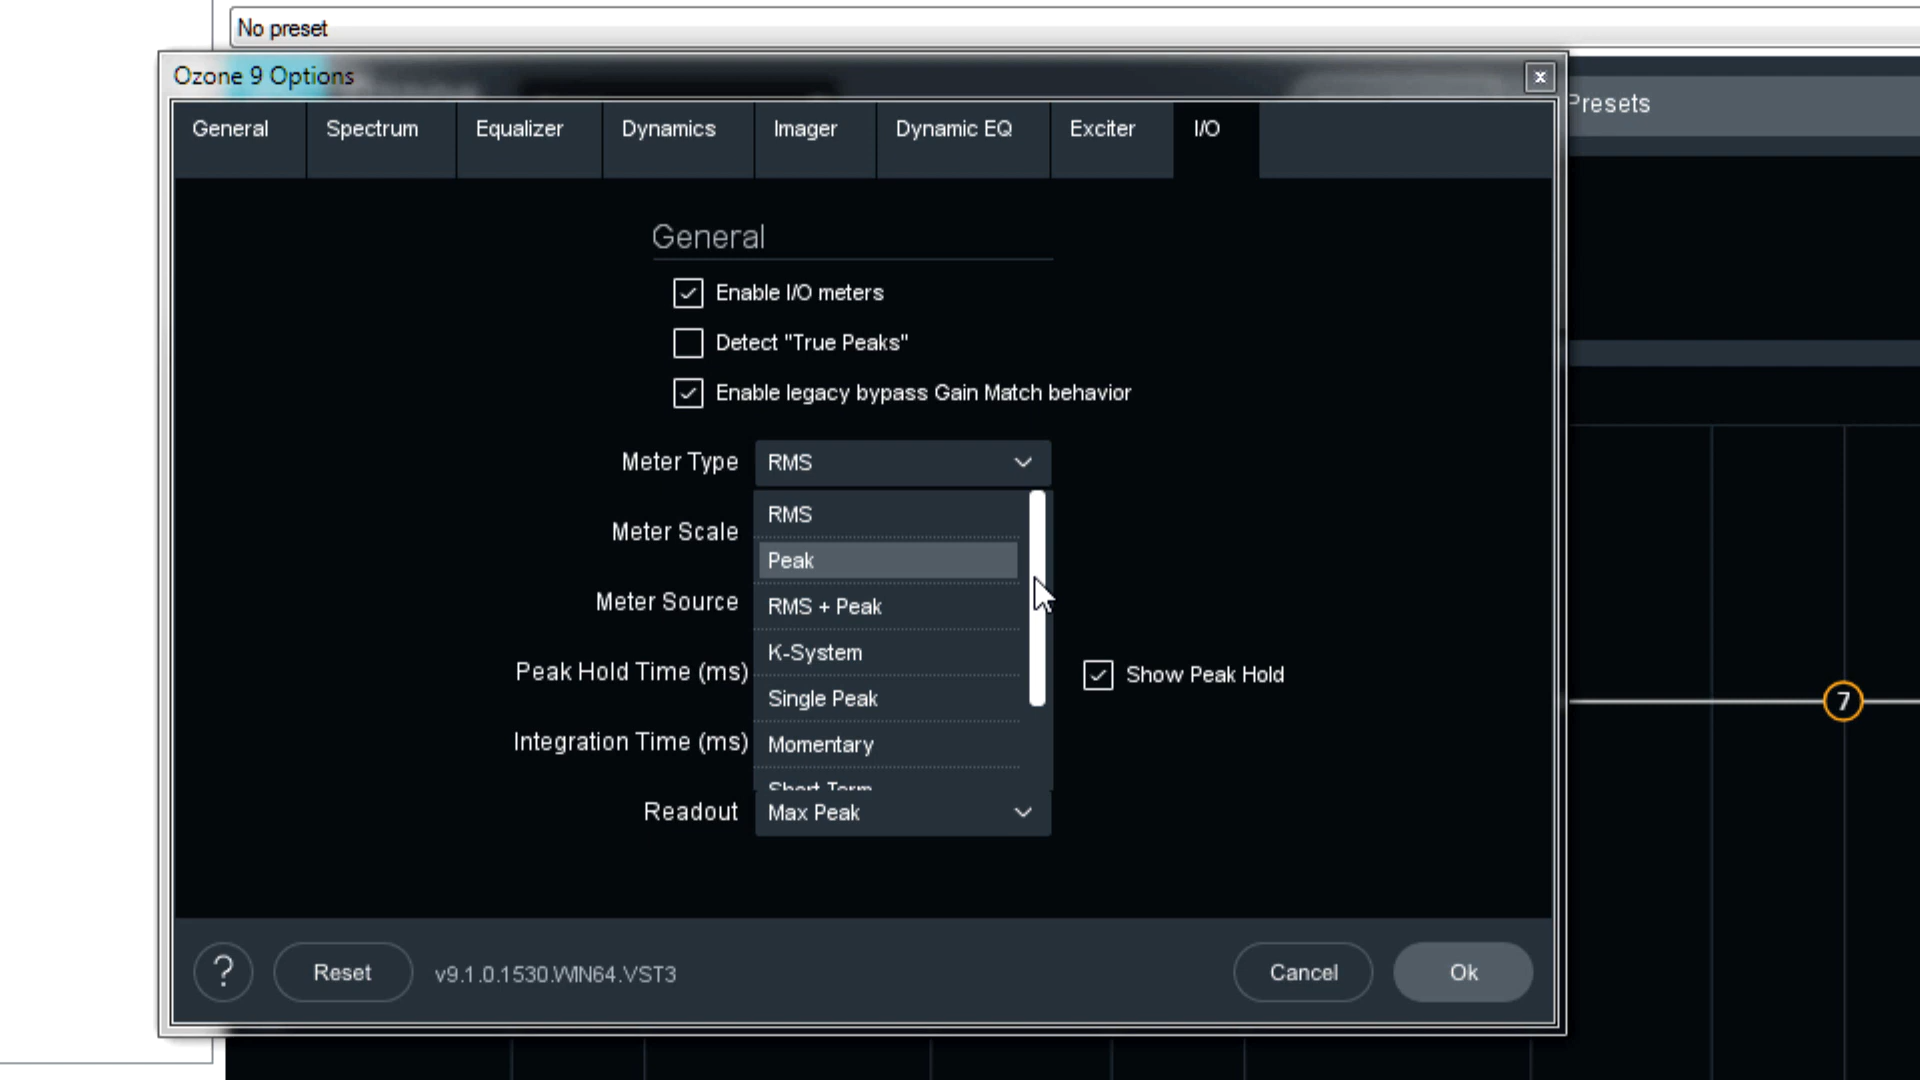 No preset
Ozone 9 Options
x
Presets
General
Spectrum
Equalizer
Dynamics
Imager
Dynamic EQ
Exciter
I/O
General
Enable I/O meters
Detect "True Peaks"
Enable legacy bypass Gain Match behavior
Meter Type
RMS
RMS
Meter Scale
Peak
Meter Source
RMS + Peak
K-System
Peak Hold Time (ms)
Show Peak Hold
Single Peak
7
Integration Time (ms)
Momentary
Short Term
Readout
Max Peak
?
Reset
v9.1.0.1530.WIN64.VST3
Cancel
Ok